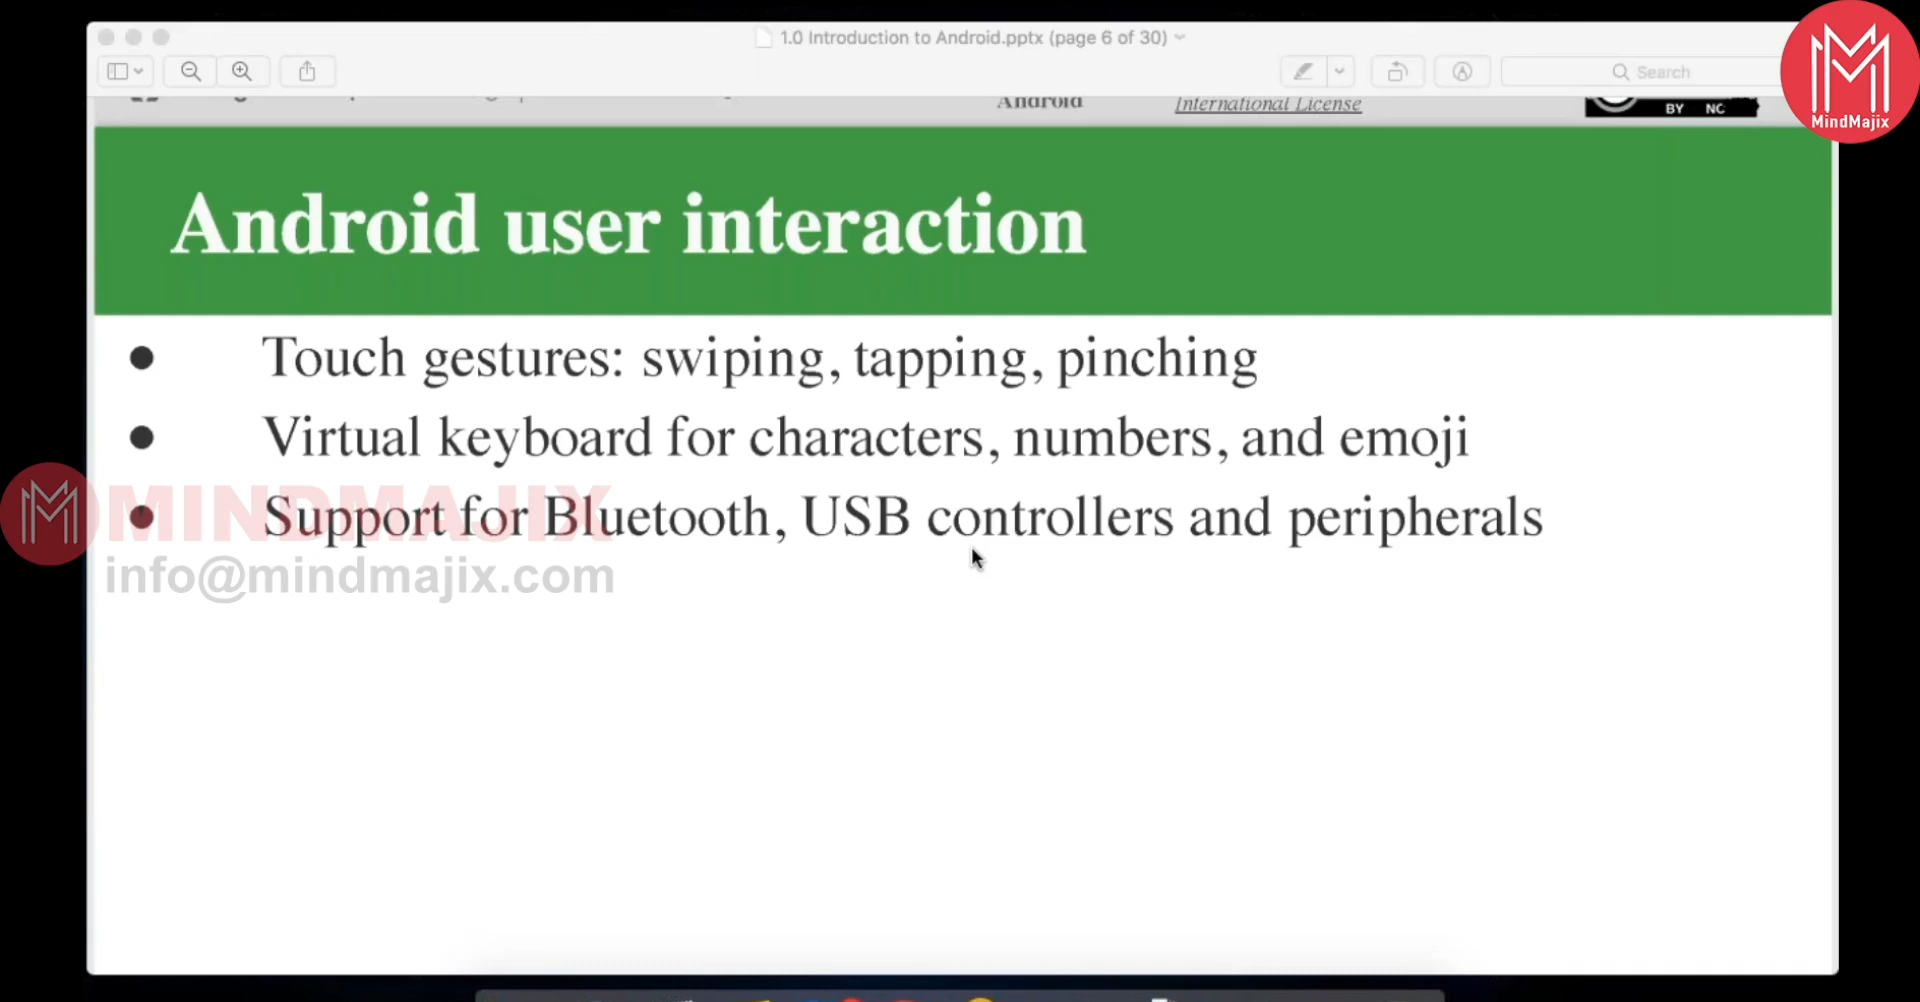 1.0 Introduction to Android.pptx (page 6 of 30)
Search
MindMajix
Android
International License
BY NC
Android user interaction
● Touch gestures: swiping, tapping, pinching
● Virtual keyboard for characters, numbers, and emoji
● Support for Bluetooth, USB controllers and peripherals
MINDMAJIX
info@mindmajix.com